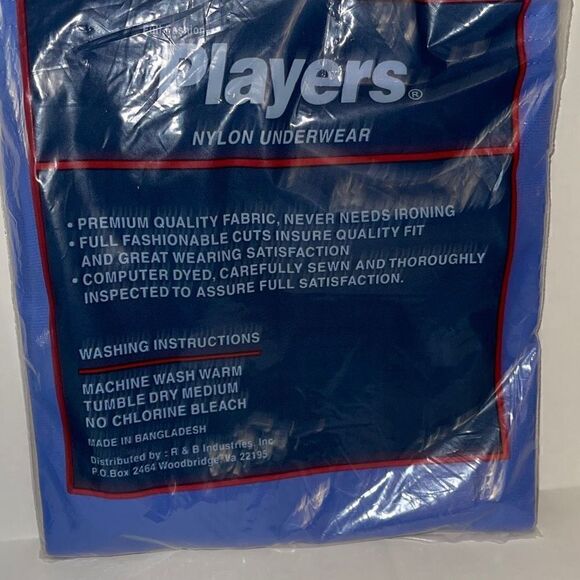 Players®
NYLON UNDERWEAR
• PREMIUM QUALITY FABRIC, NEVER NEEDS IRONING
• FULL FASHIONABLE CUTS INSURE QUALITY FIT
AND GREAT WEARING SATISFACTION
• COMPUTER DYED, CAREFULLY SEWN AND THOROUGHLY
INSPECTED TO ASSURE FULL SATISFACTION.
WASHING INSTRUCTIONS
MACHINE WASH WARM
TUMBLE DRY MEDIUM
NO CHLORINE BLEACH
MADE IN BANGLADESH
Distributed by : R & B Industries, Inc
P.O.Box 2464 Woodbridge, Va 22195